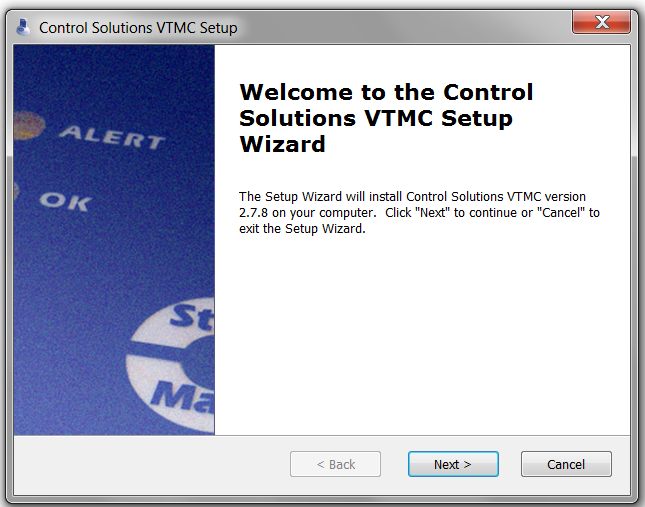 Control Solutions VTMC Setup
ALERT
OK
St
Ma
Welcome to the Control
Solutions VTMC Setup
Wizard
The Setup Wizard will install Control Solutions VTMC version
2.7.8 on your computer.  Click "Next" to continue or "Cancel" to
exit the Setup Wizard.
< Back
Next >
Cancel